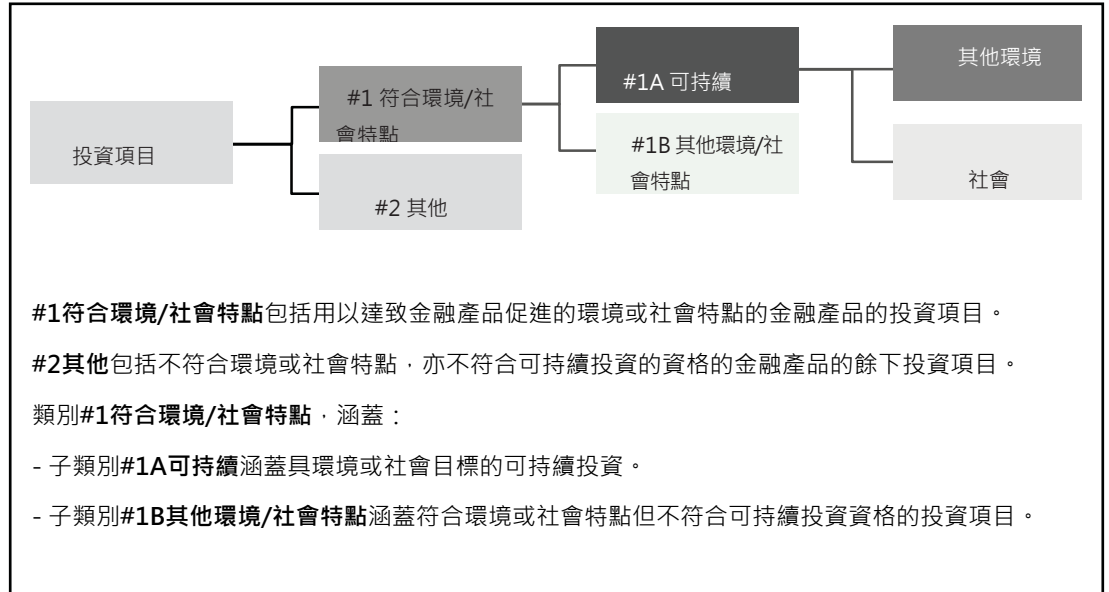 投資項目
#1 符合環境/社
會特點
#2 其他
#1A 可持續
#1B 其他環境/社
會特點
其他環境
社會
#1符合環境/社會特點包括用以達致金融產品促進的環境或社會特點的金融產品的投資項目。
#2其他包括不符合環境或社會特點，亦不符合可持續投資的資格的金融產品的餘下投資項目。
類別#1符合環境/社會特點，涵蓋：
- 子類別#1A可持續涵蓋具環境或社會目標的可持續投資。
- 子類別#1B其他環境/社會特點涵蓋符合環境或社會特點但不符合可持續投資資格的投資項目。